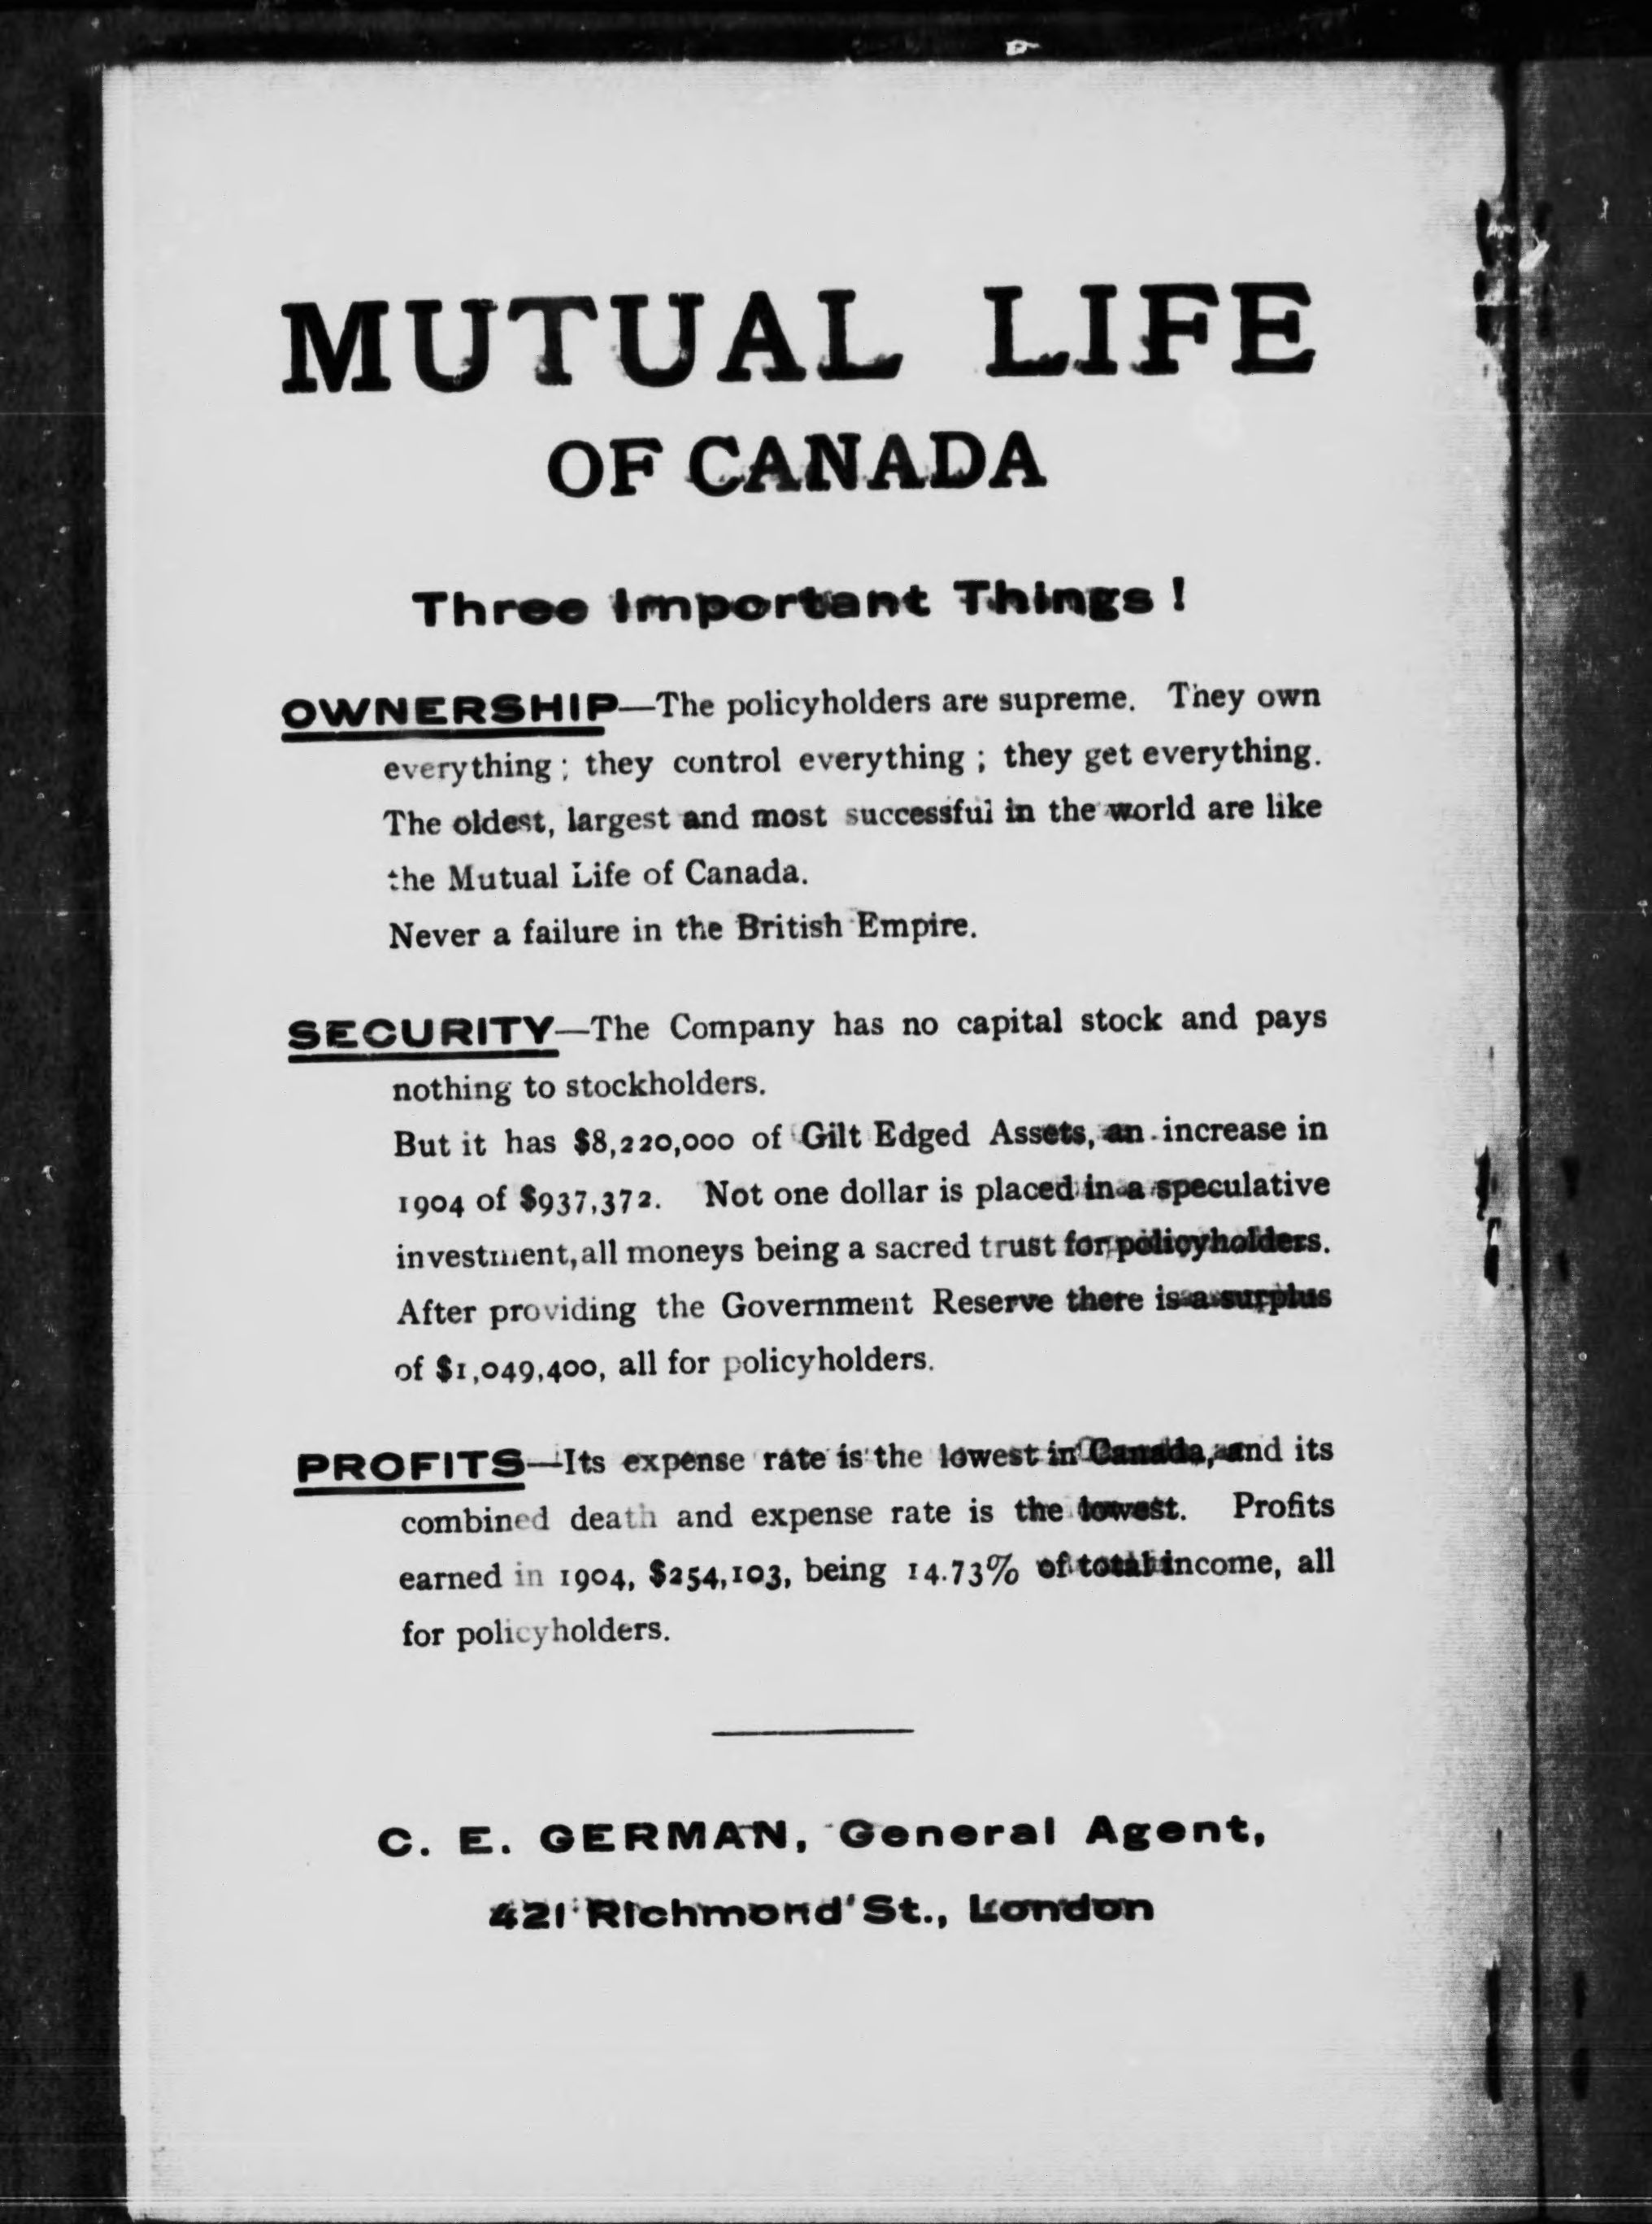 MUTUAL LIFE
OF CANADA
Three Important Things !
OWNERSHIP—The policyholders are supreme. They own
everything ; they control everything ; they get everything.
The oldest, largest and most successful in the world are like
the Mutual Life of Canada.
Never a failure in the British Empire.
SECURITY—The Company has no capital stock and pays
nothing to stockholders.
But it has $8,220,000 of Gilt Edged Assets, an increase in
1904 of $937,372. Not one dollar is placed in a speculative
investment, all moneys being a sacred trust for policyholders.
After providing the Government Reserve there is a surplus
of $1,049,400, all for policyholders.
PROFITS—Its expense rate is the lowest in Canada, and its
combined death and expense rate is the lowest. Profits
earned in 1904, $254,103, being 14.73% of total income, all
for policyholders.
C. E. GERMAN, General Agent,
421 Richmond St., London